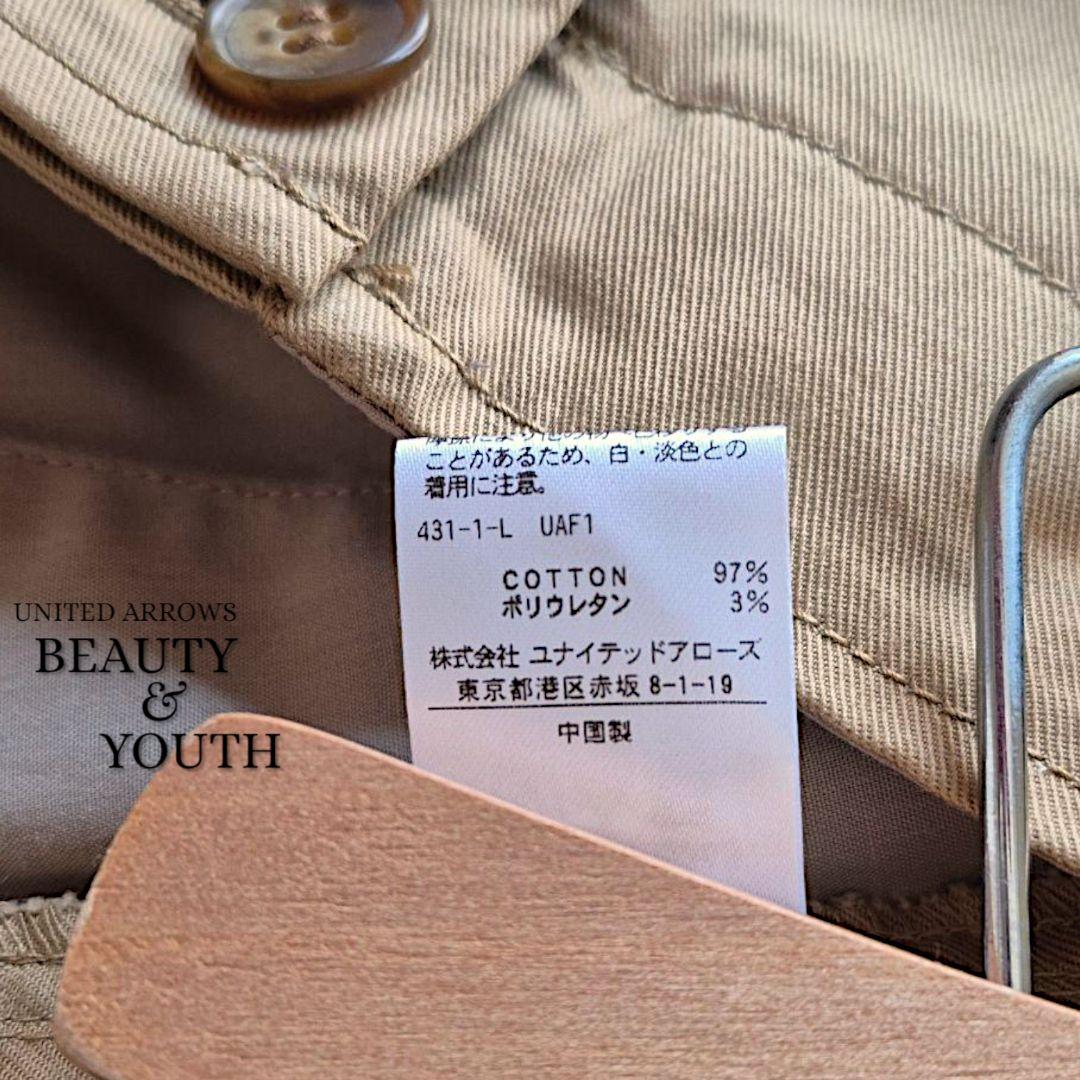 ことがあるため、白・淡色との
着用に注意。
431-1-L UAF1
COTTON 97%
ポリウレタン 3%
株式会社 ユナイテッドアローズ
東京都港区赤坂 8-1-19
中国製
UNITED ARROWS
BEAUTY
&
YOUTH